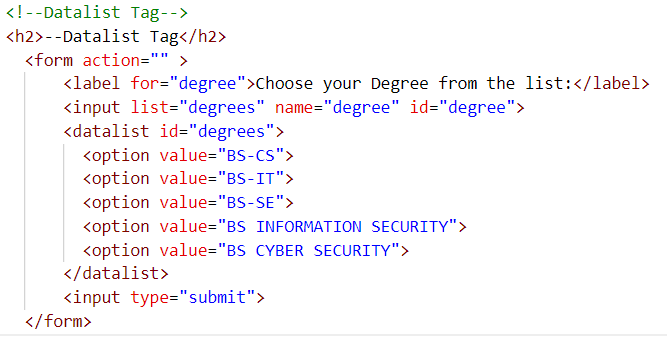 <!--Datalist Tag-->
<h2>--Datalist Tag</h2>
<form action="" >
<label for="degree">Choose your Degree from the list:</label>
<input list="degrees" name="degree" id="degree">
<datalist id="degrees">
<option value="BS-CS">
<option value="BS-IT">
<option value="BS-SE">
<option value="BS INFORMATION SECURITY">
<option value="BS CYBER SECURITY">
</datalist>
<input type="submit">
</form>